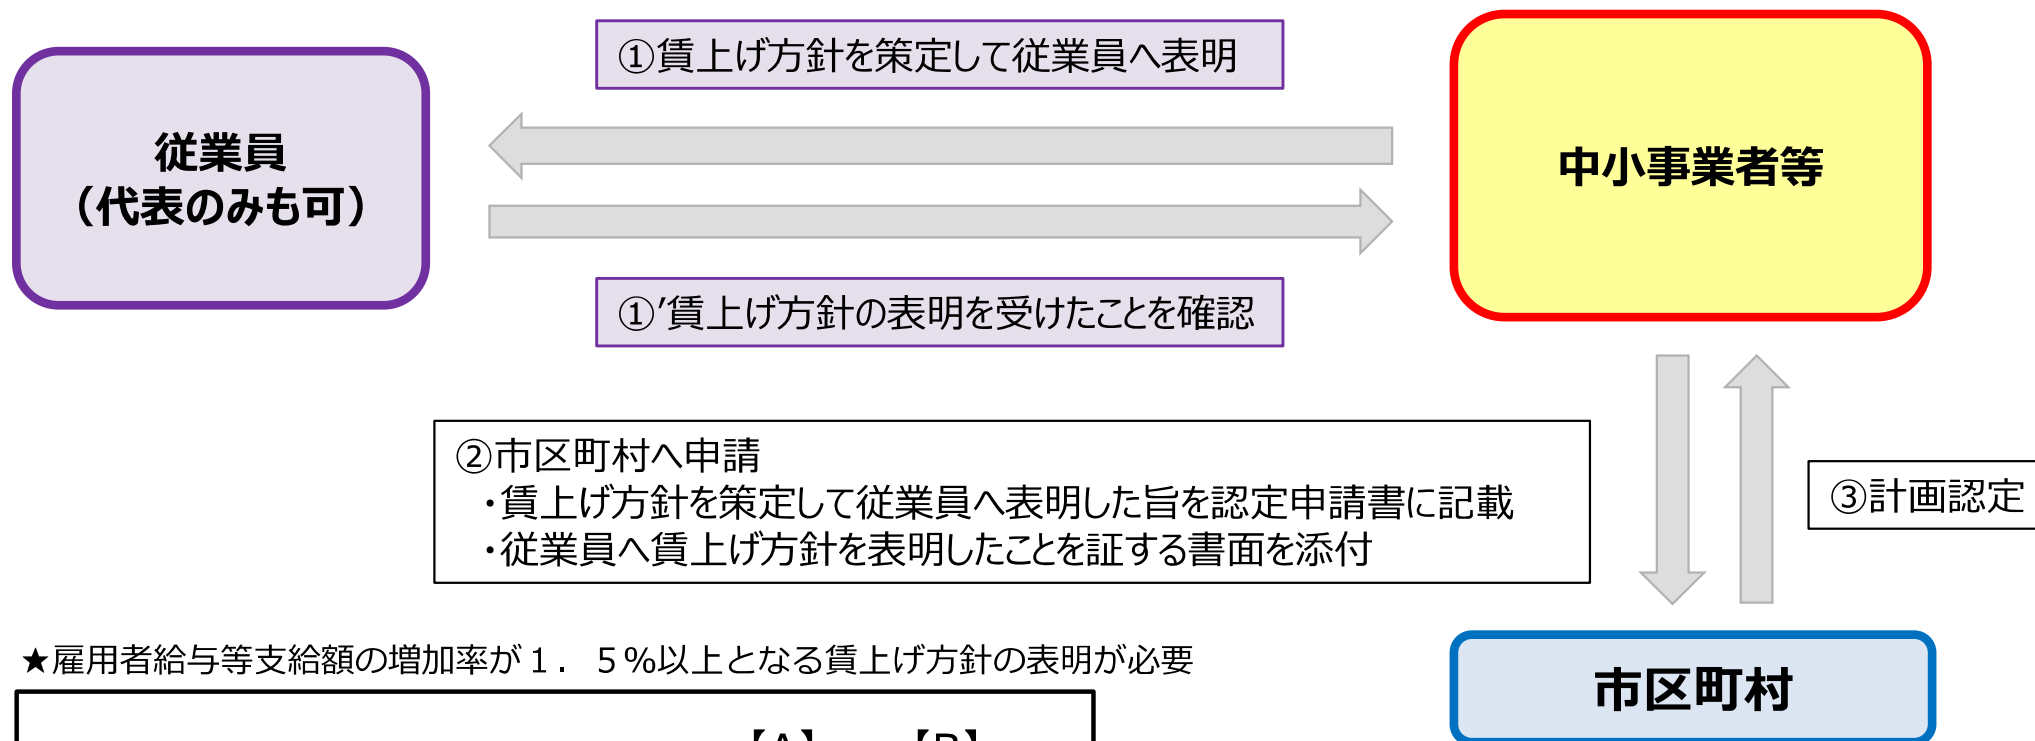 ①賃上げ方針を策定して従業員へ表明
従業員
（代表のみも可）
中小事業者等
①’賃上げ方針の表明を受けたことを確認
②市区町村へ申請
・賃上げ方針を策定して従業員へ表明した旨を認定申請書に記載
・従業員へ賃上げ方針を表明したことを証する書面を添付
③計画認定
★雇用者給与等支給額の増加率が１．５％以上となる賃上げ方針の表明が必要
市区町村
【A】 【B】